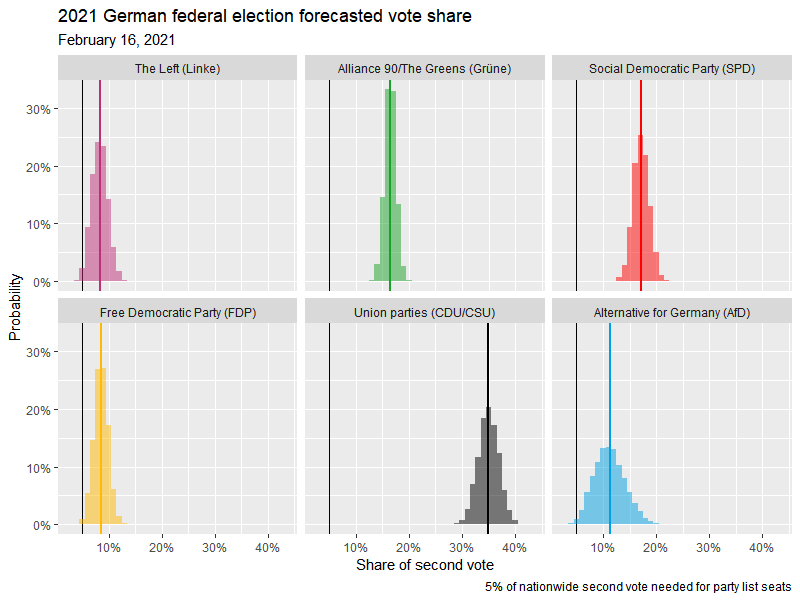 2021 German federal election forecasted vote share
February 16, 2021
The Left (Linke)
Alliance 90/The Greens (Grüne)
Social Democratic Party (SPD)
30%
20%
10%
0%
Probability
Free Democratic Party (FDP)
Union parties (CDU/CSU)
Alternative for Germany (AfD)
30%
20%
10%
0%
10% 20% 30% 40%
10% 20% 30% 40%
10% 20% 30% 40%
Share of second vote
5% of nationwide second vote needed for party list seats